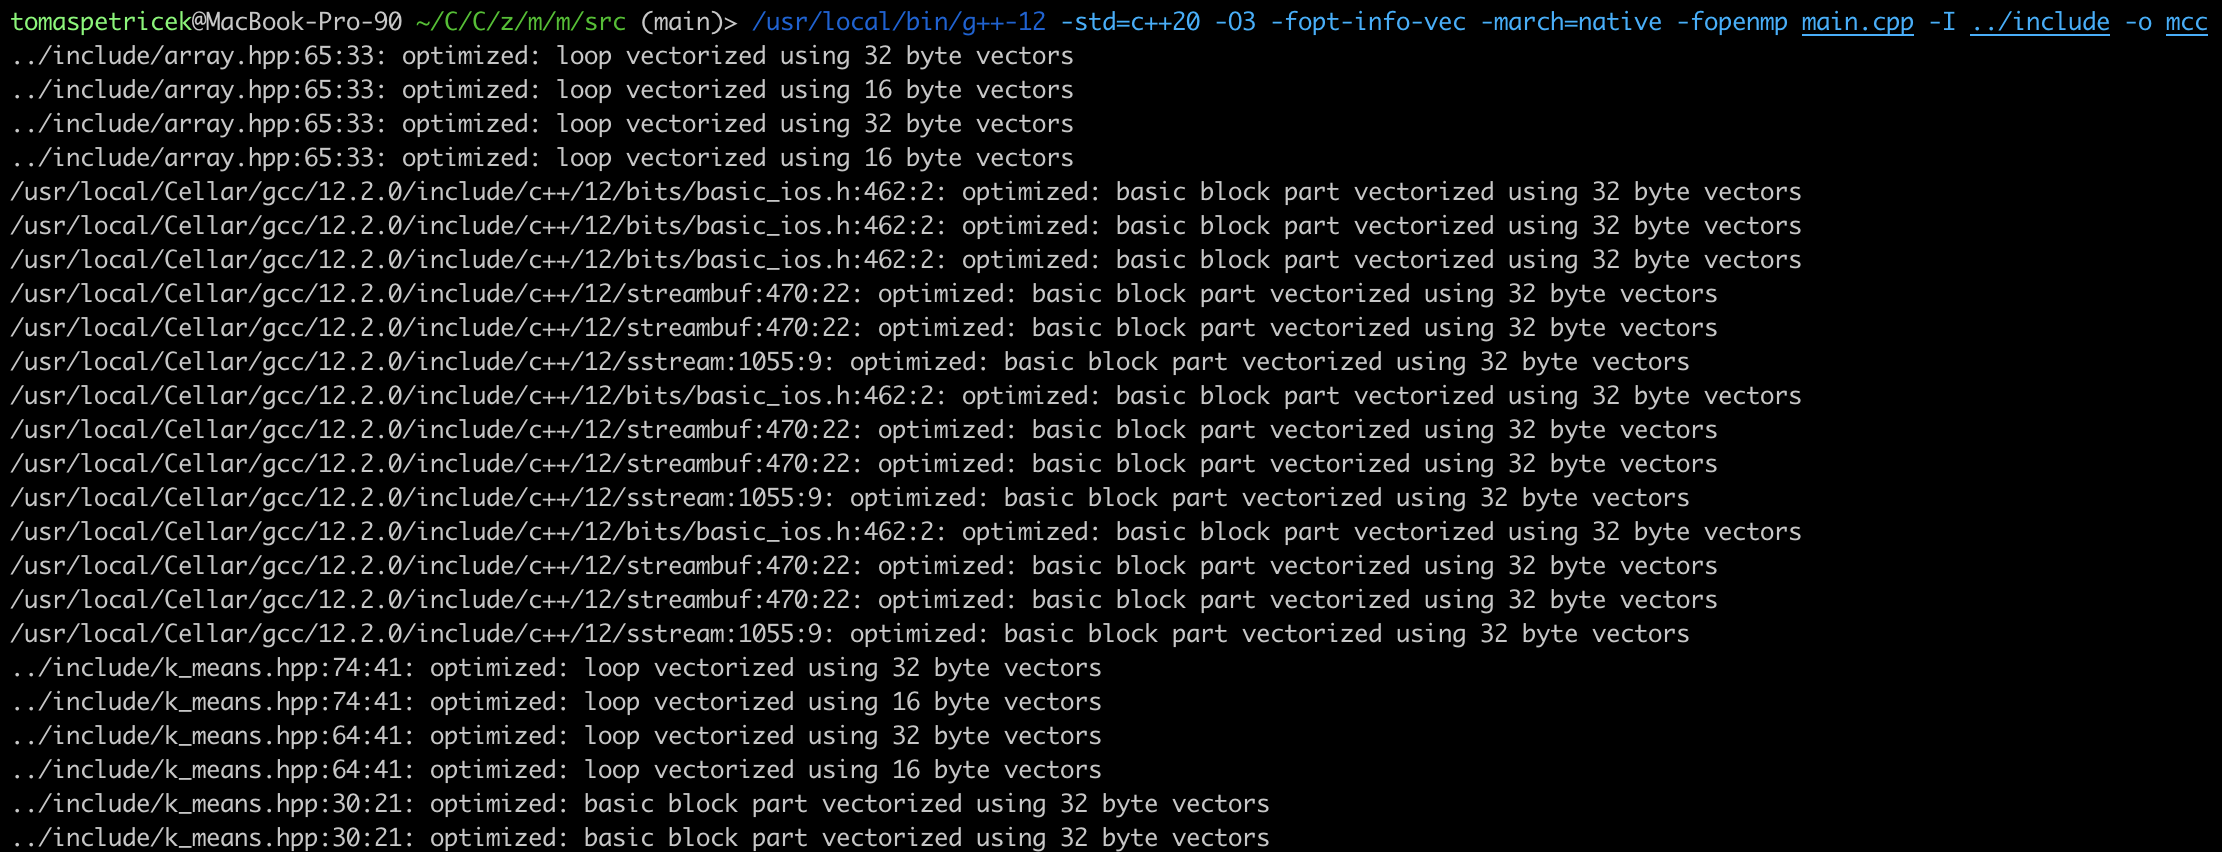 tomaspetricek@MacBook-Pro-90 ~/C/C/z/m/m/src (main)> /usr/local/bin/g++-12 -std=c++20 -O3 -fopt-info-vec -march=native -fopenmp main.cpp -I ../include -o mcc
../include/array.hpp:65:33: optimized: loop vectorized using 32 byte vectors
../include/array.hpp:65:33: optimized: loop vectorized using 16 byte vectors
../include/array.hpp:65:33: optimized: loop vectorized using 32 byte vectors
../include/array.hpp:65:33: optimized: loop vectorized using 16 byte vectors
/usr/local/Cellar/gcc/12.2.0/include/c++/12/bits/basic_ios.h:462:2: optimized: basic block part vectorized using 32 byte vectors
/usr/local/Cellar/gcc/12.2.0/include/c++/12/bits/basic_ios.h:462:2: optimized: basic block part vectorized using 32 byte vectors
/usr/local/Cellar/gcc/12.2.0/include/c++/12/bits/basic_ios.h:462:2: optimized: basic block part vectorized using 32 byte vectors
/usr/local/Cellar/gcc/12.2.0/include/c++/12/streambuf:470:22: optimized: basic block part vectorized using 32 byte vectors
/usr/local/Cellar/gcc/12.2.0/include/c++/12/streambuf:470:22: optimized: basic block part vectorized using 32 byte vectors
/usr/local/Cellar/gcc/12.2.0/include/c++/12/sstream:1055:9: optimized: basic block part vectorized using 32 byte vectors
/usr/local/Cellar/gcc/12.2.0/include/c++/12/bits/basic_ios.h:462:2: optimized: basic block part vectorized using 32 byte vectors
/usr/local/Cellar/gcc/12.2.0/include/c++/12/streambuf:470:22: optimized: basic block part vectorized using 32 byte vectors
/usr/local/Cellar/gcc/12.2.0/include/c++/12/streambuf:470:22: optimized: basic block part vectorized using 32 byte vectors
/usr/local/Cellar/gcc/12.2.0/include/c++/12/sstream:1055:9: optimized: basic block part vectorized using 32 byte vectors
/usr/local/Cellar/gcc/12.2.0/include/c++/12/bits/basic_ios.h:462:2: optimized: basic block part vectorized using 32 byte vectors
/usr/local/Cellar/gcc/12.2.0/include/c++/12/streambuf:470:22: optimized: basic block part vectorized using 32 byte vectors
/usr/local/Cellar/gcc/12.2.0/include/c++/12/streambuf:470:22: optimized: basic block part vectorized using 32 byte vectors
/usr/local/Cellar/gcc/12.2.0/include/c++/12/sstream:1055:9: optimized: basic block part vectorized using 32 byte vectors
../include/k_means.hpp:74:41: optimized: loop vectorized using 32 byte vectors
../include/k_means.hpp:74:41: optimized: loop vectorized using 16 byte vectors
../include/k_means.hpp:64:41: optimized: loop vectorized using 32 byte vectors
../include/k_means.hpp:64:41: optimized: loop vectorized using 16 byte vectors
../include/k_means.hpp:30:21: optimized: basic block part vectorized using 32 byte vectors
../include/k_means.hpp:30:21: optimized: basic block part vectorized using 32 byte vectors